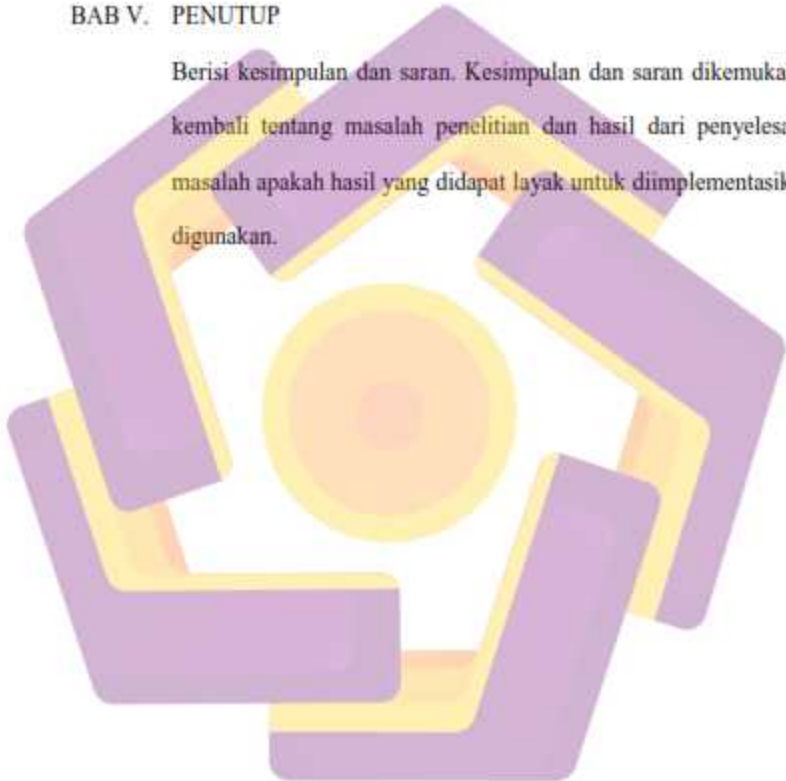 BAB V. PENUTUP
Berisi kesimpulan dan saran. Kesimpulan dan saran dikemuka
kembali tentang masalah penelitian dan hasil dari penyelesa
masalah apakah hasil yang didapat layak untuk diimplementasik
digunakan.